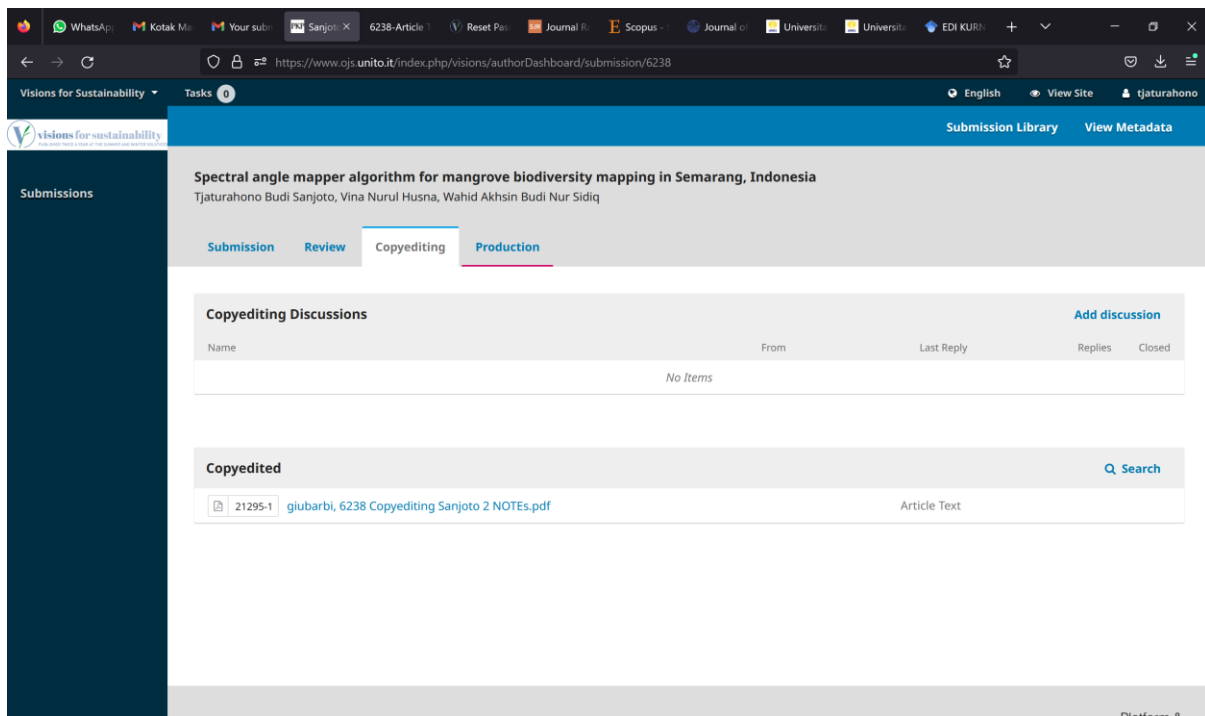 WhatsAp Kotak Ma Your subn Sanjoto 6238-Article T Reset Pas Journal R Scopus - Journal of Universita Universita EDI KURN
https://www.ojs.unito.it/index.php/visions/authorDashboard/submission/6238
Visions for Sustainability Tasks 0 English View Site tjaturahono
visions for sustainability Submission Library View Metadata
Submissions
Spectral angle mapper algorithm for mangrove biodiversity mapping in Semarang, Indonesia
Tjaturahono Budi Sanjoto, Vina Nurul Husna, Wahid Akhsin Budi Nur Sidiq
Submission Review Copyediting Production
Copyediting Discussions Add discussion
Name From Last Reply Replies Closed
No Items
Copyedited Search
21295-1 giubarbi, 6238 Copyediting Sanjoto 2 NOTEs.pdf Article Text